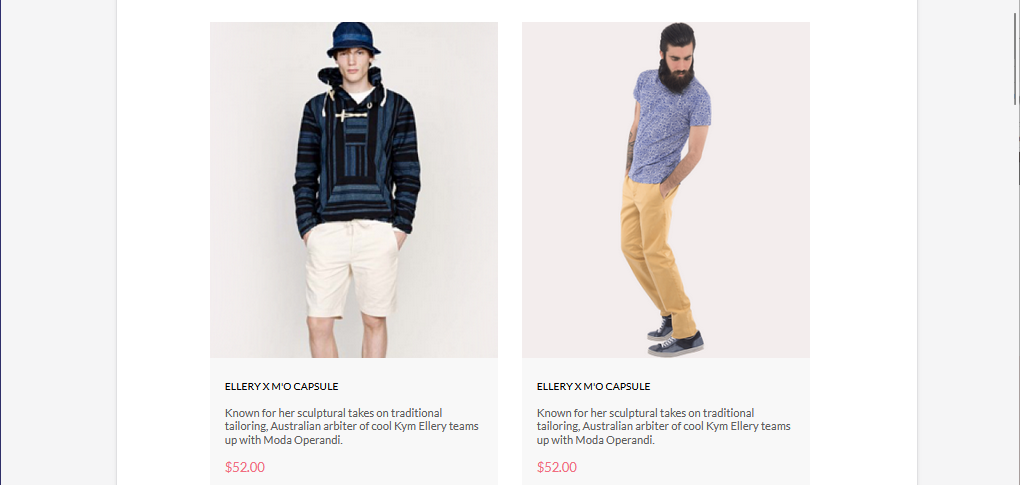 ELLERY X M'O CAPSULE
Known for her sculptural takes on traditional
tailoring, Australian arbiter of cool Kym Ellery teams
up with Moda Operandi.
$52.00
ELLERY X M'O CAPSULE
Known for her sculptural takes on traditional
tailoring, Australian arbiter of cool Kym Ellery teams
up with Moda Operandi.
$52.00